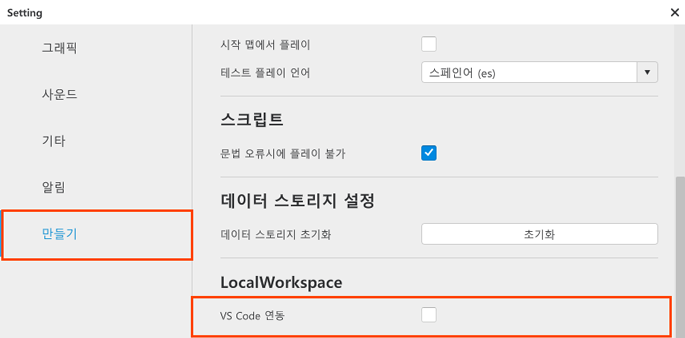 Setting
그래픽
사운드
기타
알림
만들기
시작 맵에서 플레이
테스트 플레이 언어
스페인어 (es)
스크립트
문법 오류시에 플레이 불가
데이터 스토리지 설정
데이터 스토리지 초기화
초기화
LocalWorkspace
VS Code 연동